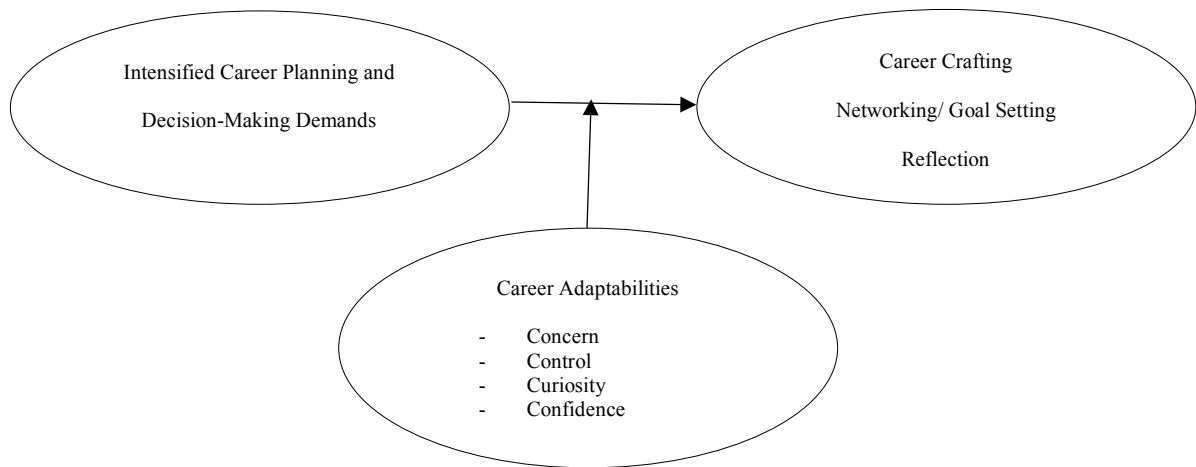 Intensified Career Planning and
Decision-Making Demands
Career Crafting
Networking/ Goal Setting
Reflection
Career Adaptabilities
- Concern
- Control
- Curiosity
- Confidence